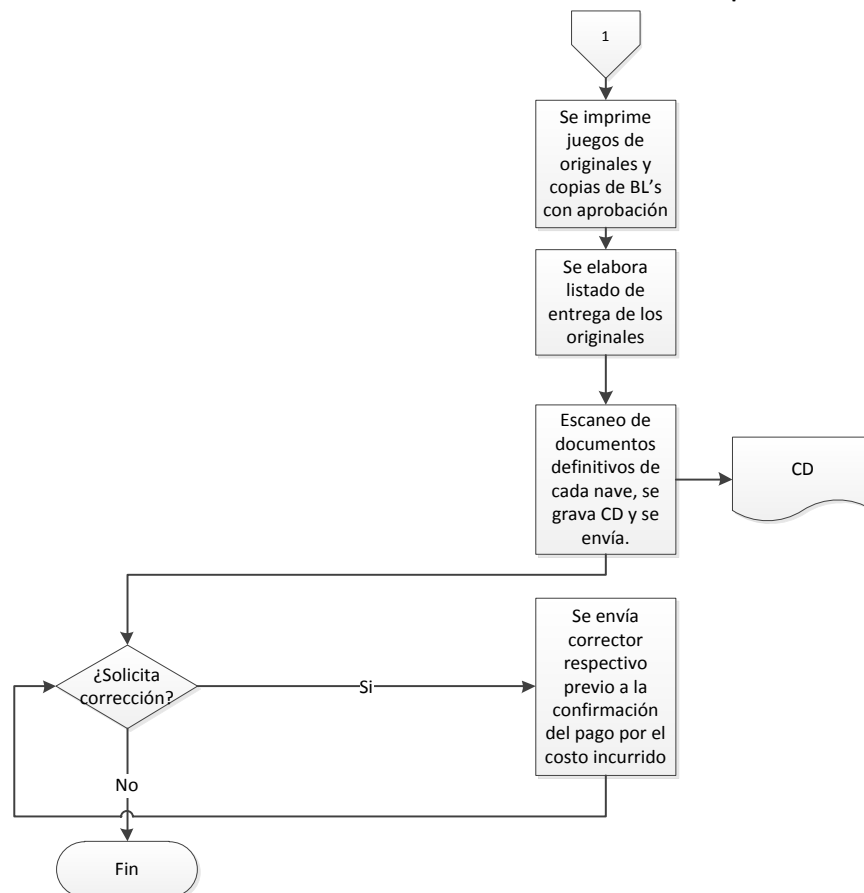 1
Se imprime
juegos de
originales y
copias de BL’s
con aprobación
Se elabora
listado de
entrega de los
originales
Escaneo de
documentos
definitivos de
cada nave, se
grava CD y se
envía.
CD
¿Solicita
corrección?
Si
Se envía
corrector
respectivo
previo a la
confirmación
del pago por el
costo incurrido
No
Fin